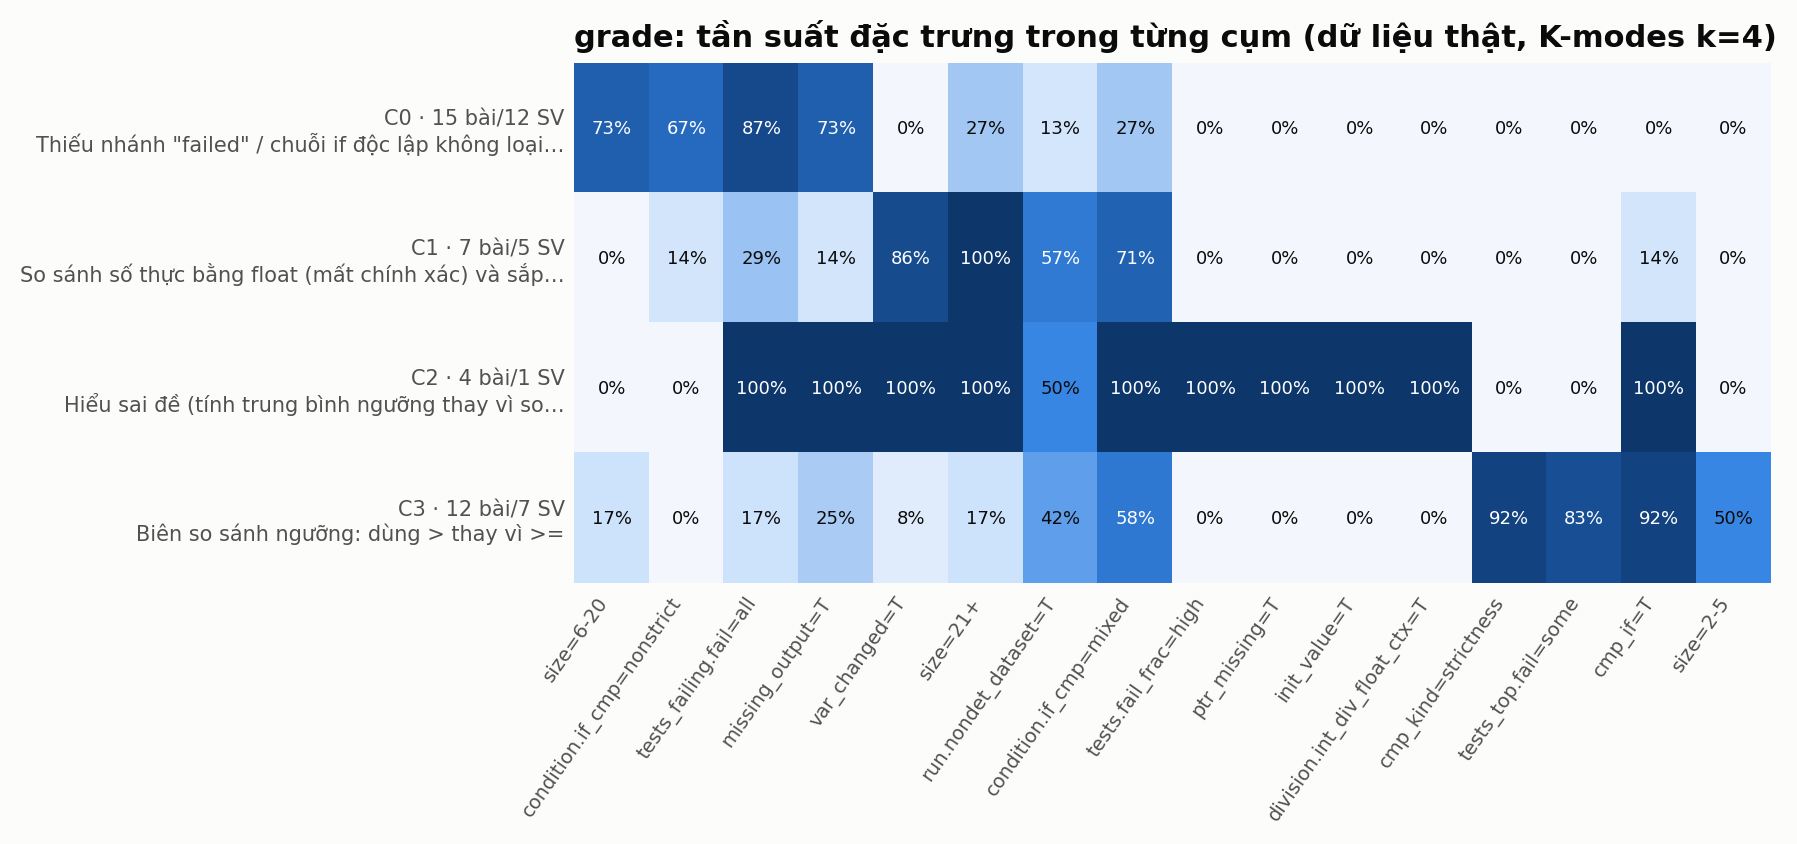 grade: tần suất đặc trưng trong từng cụm (dữ liệu thật, K-modes k=4)
C0 · 15 bài/12 SV
Thiếu nhánh "failed" / chuỗi if độc lập không loại…
73% 67% 87% 73% 0% 27% 13% 27% 0% 0% 0% 0% 0% 0% 0% 0%
C1 · 7 bài/5 SV
So sánh số thực bằng float (mất chính xác) và sắp…
0% 14% 29% 14% 86% 100% 57% 71% 0% 0% 0% 0% 0% 0% 14% 0%
C2 · 4 bài/1 SV
Hiểu sai đề (tính trung bình ngưỡng thay vì so…
0% 0% 100% 100% 100% 100% 50% 100% 100% 100% 100% 100% 0% 0% 100% 0%
C3 · 12 bài/7 SV
Biên so sánh ngưỡng: dùng > thay vì >=
17% 0% 17% 25% 8% 17% 42% 58% 0% 0% 0% 0% 92% 83% 92% 50%
size=6-20
condition.if_cmp=nonstrict
tests_failing.fail=all
missing_output=T
var_changed=T
size=21+
run.nondet_dataset=T
condition.if_cmp=mixed
tests.fail_frac=high
ptr_missing=T
init_value=T
division.int_div_float_ctx=T
cmp_kind=strictness
tests_top.fail=some
cmp_if=T
size=2-5